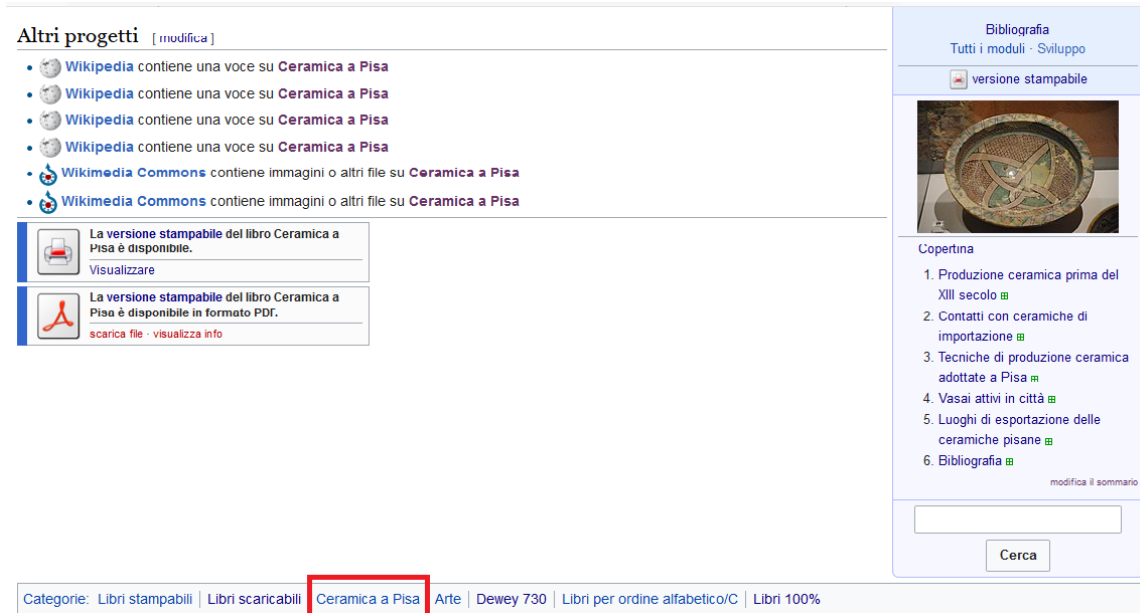 Altri progetti [ modifica ]
Wikipedia contiene una voce su Ceramica a Pisa
Wikipedia contiene una voce su Ceramica a Pisa
Wikipedia contiene una voce su Ceramica a Pisa
Wikipedia contiene una voce su Ceramica a Pisa
Wikimedia Commons contiene immagini o altri file su Ceramica a Pisa
Wikimedia Commons contiene immagini o altri file su Ceramica a Pisa
La versione stampabile del libro Ceramica a
Pisa è disponibile.
Visualizzare
La versione stampabile del libro Ceramica a
Pisa è disponibile in formato PDF.
scarica file · visualizza info
Bibliografia
Tutti i moduli · Sviluppo
versione stampabile
Copertina
1. Produzione ceramica prima del
XIII secolo
2. Contatti con ceramiche di
importazione
3. Tecniche di produzione ceramica
adottate a Pisa
4. Vasai attivi in città
5. Luoghi di esportazione delle
ceramiche pisane
6. Bibliografia
modifica il sommario
Cerca
Categorie: Libri stampabili | Libri scaricabili | Ceramica a Pisa | Arte | Dewey 730 | Libri per ordine alfabetico/C | Libri 100%